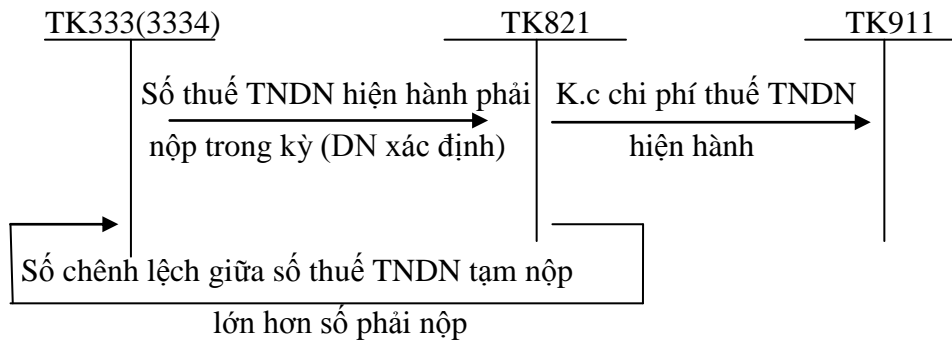 TK333(3334) TK821 TK911
Số thuế TNDN hiện hành phải K.c chi phí thuế TNDN
nộp trong kỳ (DN xác định) hiện hành
Số chênh lệch giữa số thuế TNDN tạm nộp
lớn hơn số phải nộp